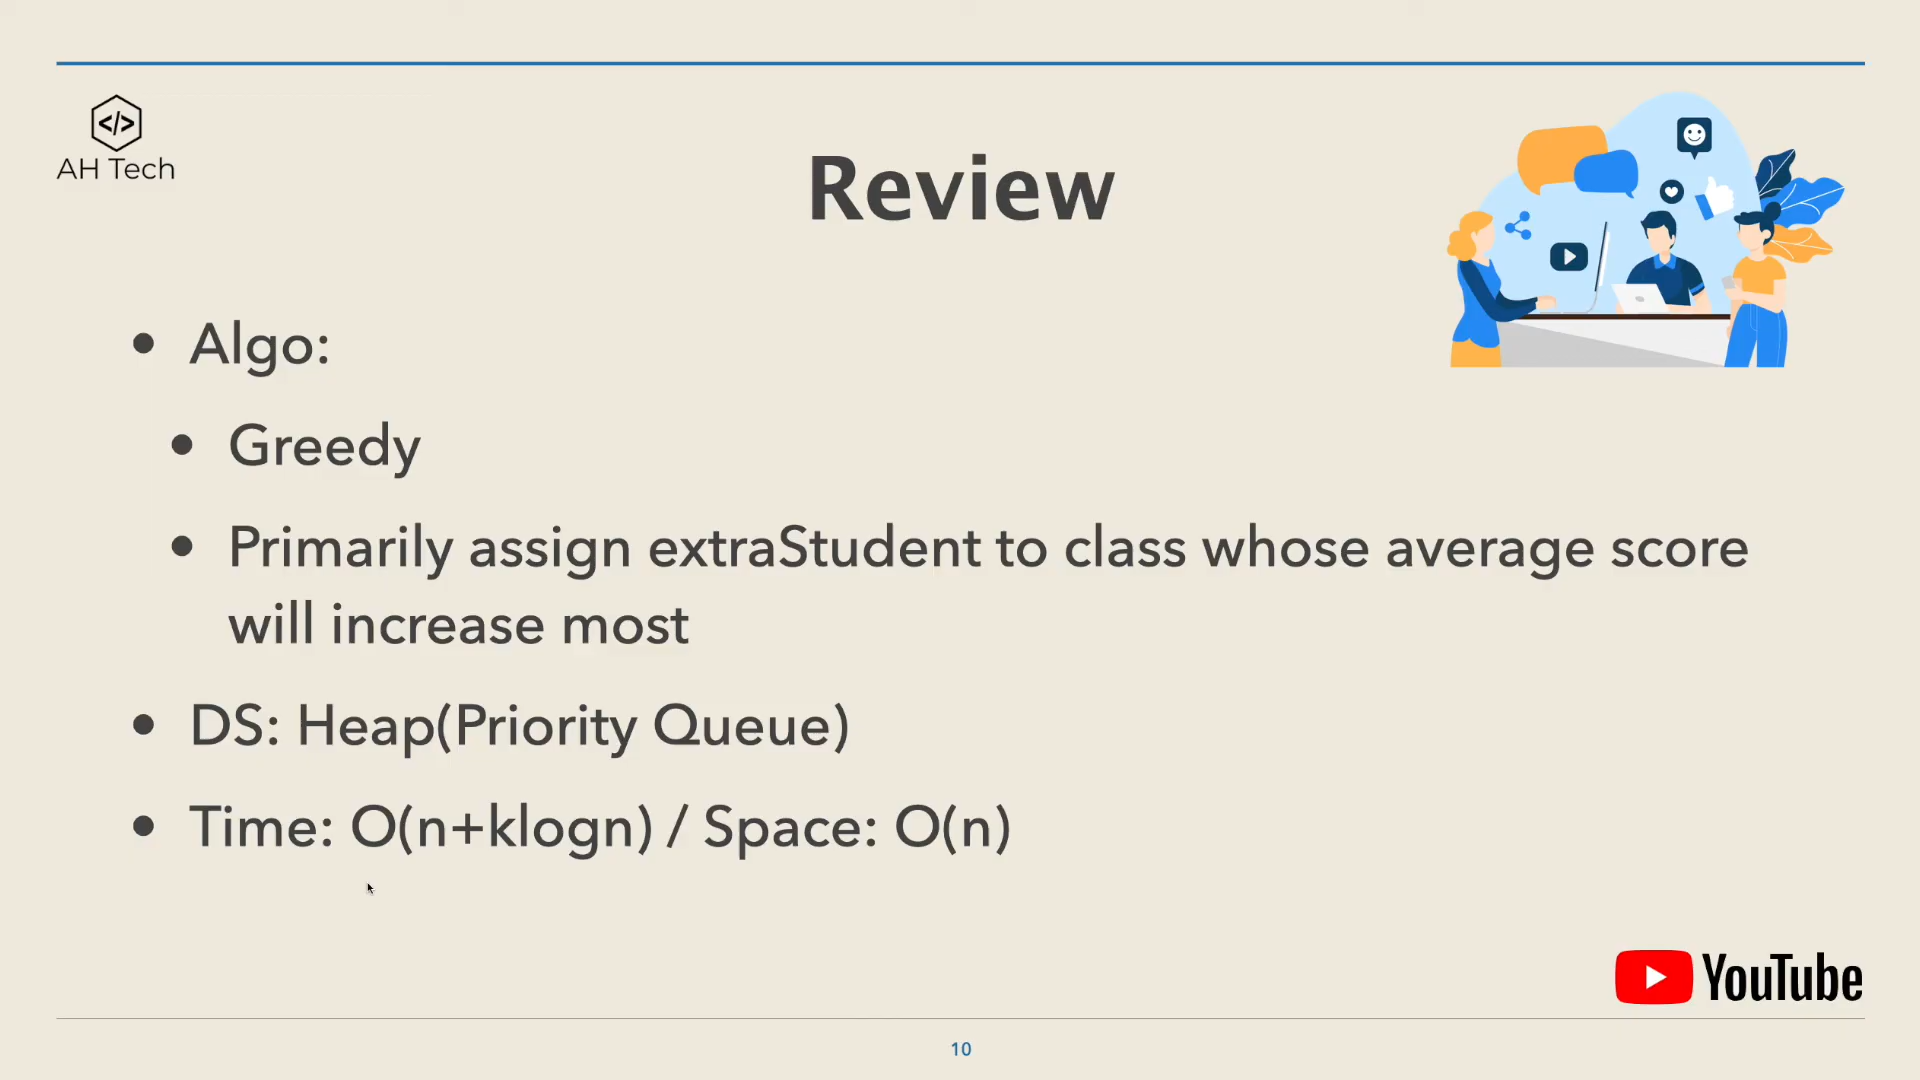 </>
AH Tech
Review
• Algo:
• Greedy
• Primarily assign extraStudent to class whose average score
will increase most
• DS: Heap(Priority Queue)
• Time: O(n+klogn) / Space: O(n)
YouTube
10